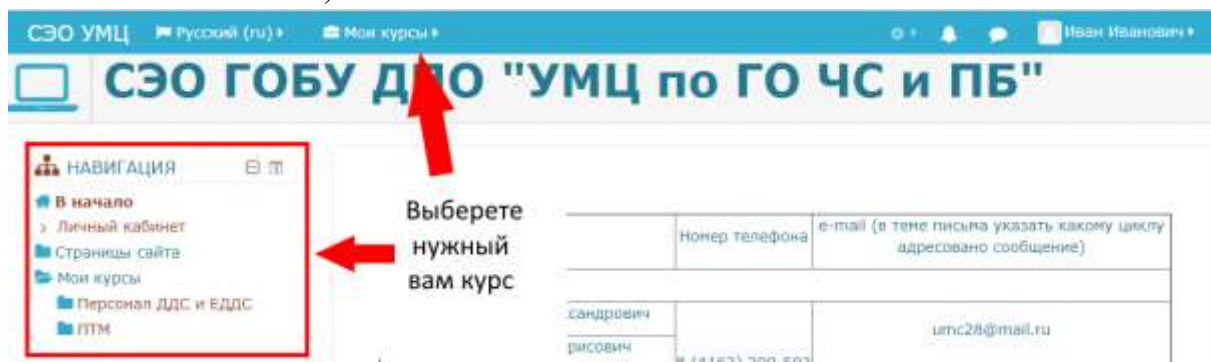 СЭО УМЦ Русский (ru) Мои курсы Иван Иванович
СЭО ГОБУ ДПО "УМЦ по ГО ЧС и ПБ"
НАВИГАЦИЯ
В начало
Личный кабинет
Страницы сайта
Мои курсы
Персонал ДДС и ЕДДС
ПТМ
Выберете
нужный
вам курс
Номер телефона
e-mail (в теме письма указать какому циклу
адресовано сообщение)
сандрович
рисович
umc28@mail.ru